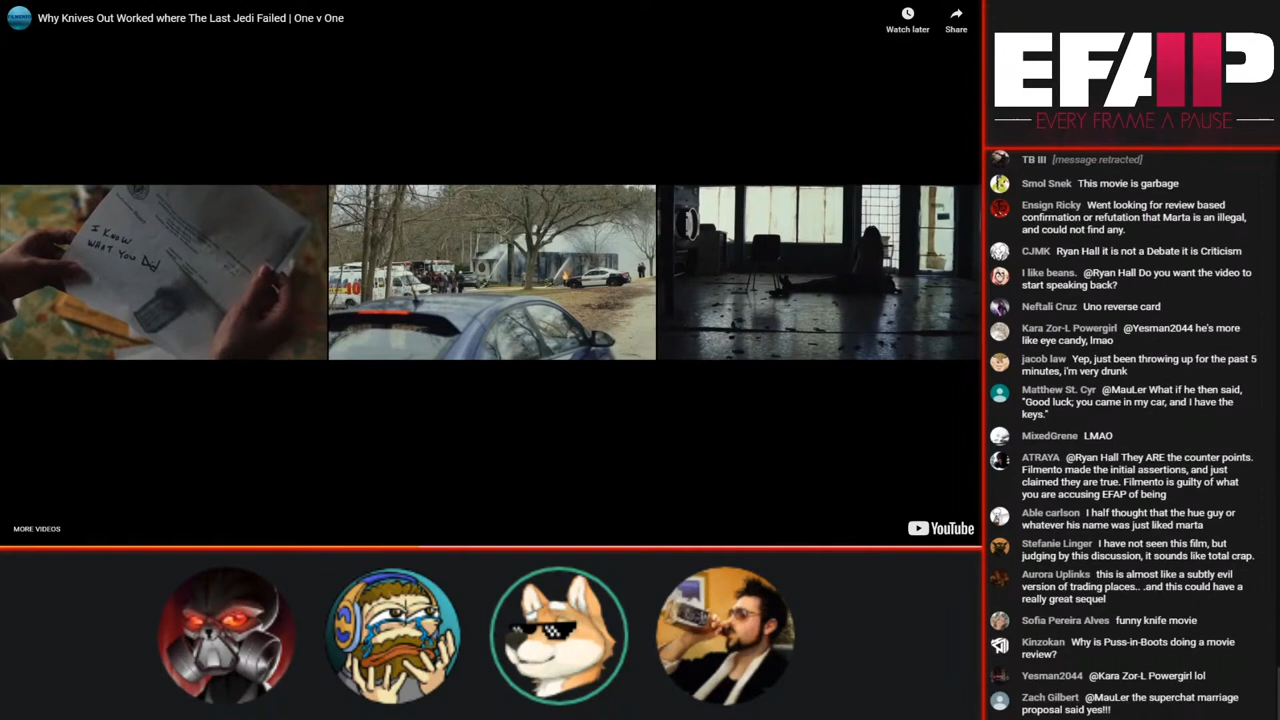 Why Knives Out Worked where The Last Jedi Failed | One v One
Watch later
Share
I KNOW
WHAT YOU DID
10
MORE VIDEOS
YouTube
EFAP
EVERY FRAME A PAUSE
TB III [message retracted]
Smol Snek This movie is garbage
Ensign Ricky Went looking for review based
confirmation or refutation that Marta is an illegal,
and could not find any.
CJMK Ryan Hall it is not a Debate it is Criticism
I like beans. @Ryan Hall Do you want the video to
start speaking back?
Neftali Cruz Uno reverse card
Kara Zor-L Powergirl @Yesman2044 he's more
like eye candy, lmao
jacob law Yep, just been throwing up for the past 5
minutes, i'm very drunk
Matthew St. Cyr @MauLer What if he then said,
"Good luck; you came in my car, and I have the
keys."
MixedGrene LMAO
ATRAYA @Ryan Hall They ARE the counter points.
Filmento made the initial assertions, and just
claimed they are true. Filmento is guilty of what
you are accusing EFAP of being
Able carlson I half thought that the hue guy or
whatever his name was just liked marta
Stefanie Linger I have not seen this film, but
judging by this discussion, it sounds like total crap.
Aurora Uplinks this is almost like a subtly evil
version of trading places.. .and this could have a
really great sequel
Sofia Pereira Alves funny knife movie
Kinzokan Why is Puss-in-Boots doing a movie
review?
Yesman2044 @Kara Zor-L Powergirl lol
Zach Gilbert @MauLer the superchat marriage
proposal said yes!!!